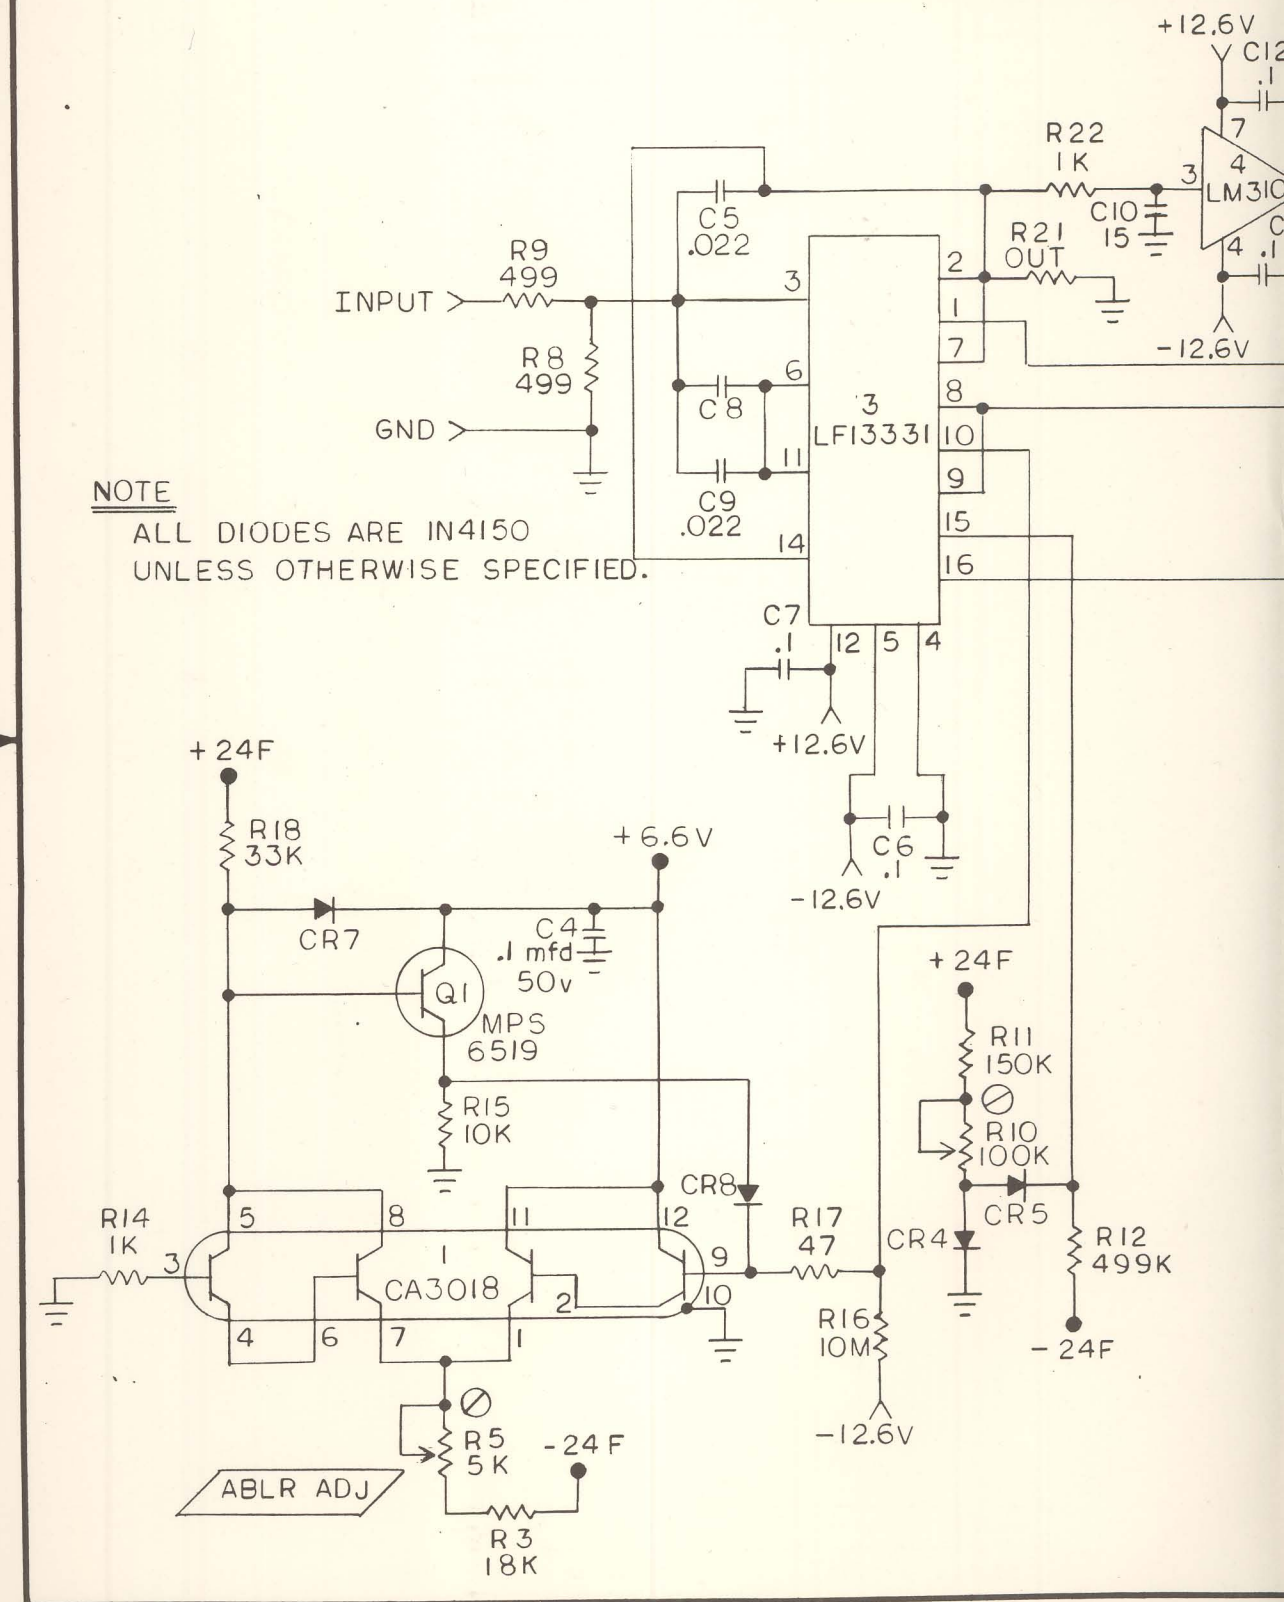 +12.6V
C12
.1
7
R22
1K
3
4
LM310
C10
15
C5
.022
R21
OUT
C
.1
4
R9
499
2
3
INPUT
1
-12.6V
7
R8
499
6
C8
8
3
LF13331
GND
10
11
9
NOTE
C9
.022
15
ALL DIODES ARE IN4150
14
UNLESS OTHERWISE SPECIFIED.
16
C7
.1
12
5
4
+12.6V
+24F
R18
33K
+6.6V
C6
.1
-12.6V
CR7
C4
.1 mfd
50v
+24F
Q1
MPS
6519
R11
150K
R15
10K
R10
100K
CR8
R14
1K
5
8
11
12
R17
47
CR5
3
1
9
CR4
R12
499K
CA3018
2
10
4
6
7
1
R16
10M
-24F
R5
5K
-24F
-12.6V
ABLR ADJ
R3
18K